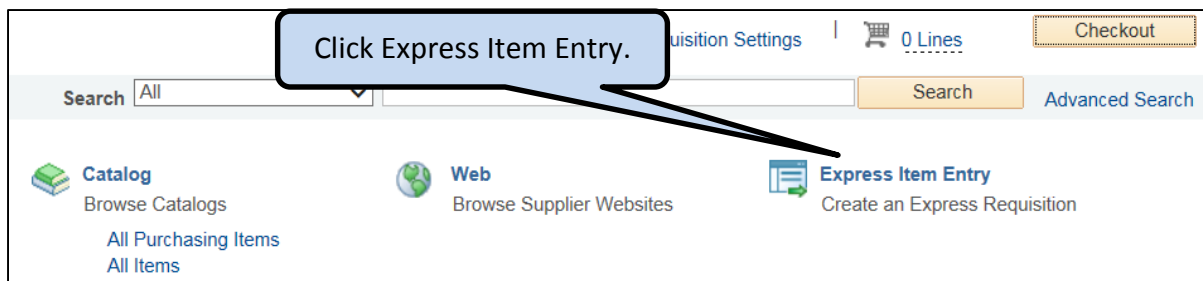 Click Express Item Entry.
Settings | 0 Lines Checkout
Search All Search Advanced Search
Catalog Web Express Item Entry
Browse Catalogs Browse Supplier Websites Create an Express Requisition
All Purchasing Items
All Items